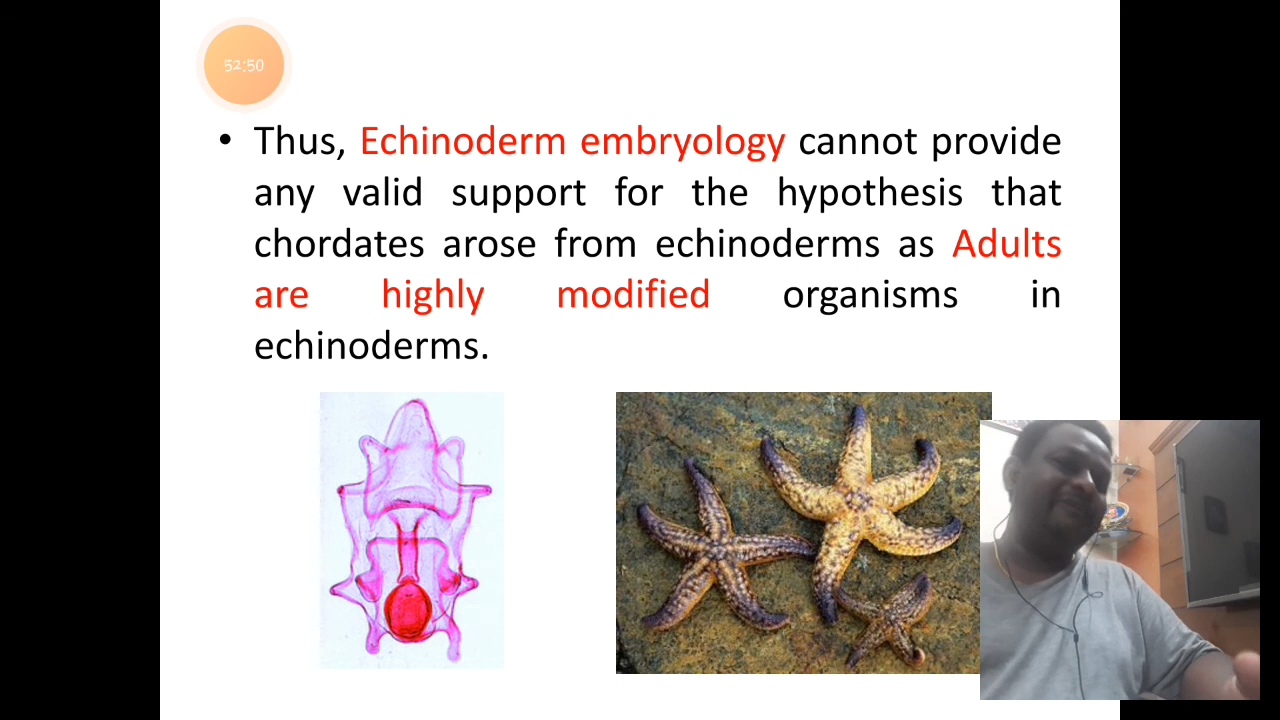 52:50
• Thus, Echinoderm embryology cannot provide
any valid support for the hypothesis that
chordates arose from echinoderms as Adults
are highly modified organisms in
echinoderms.